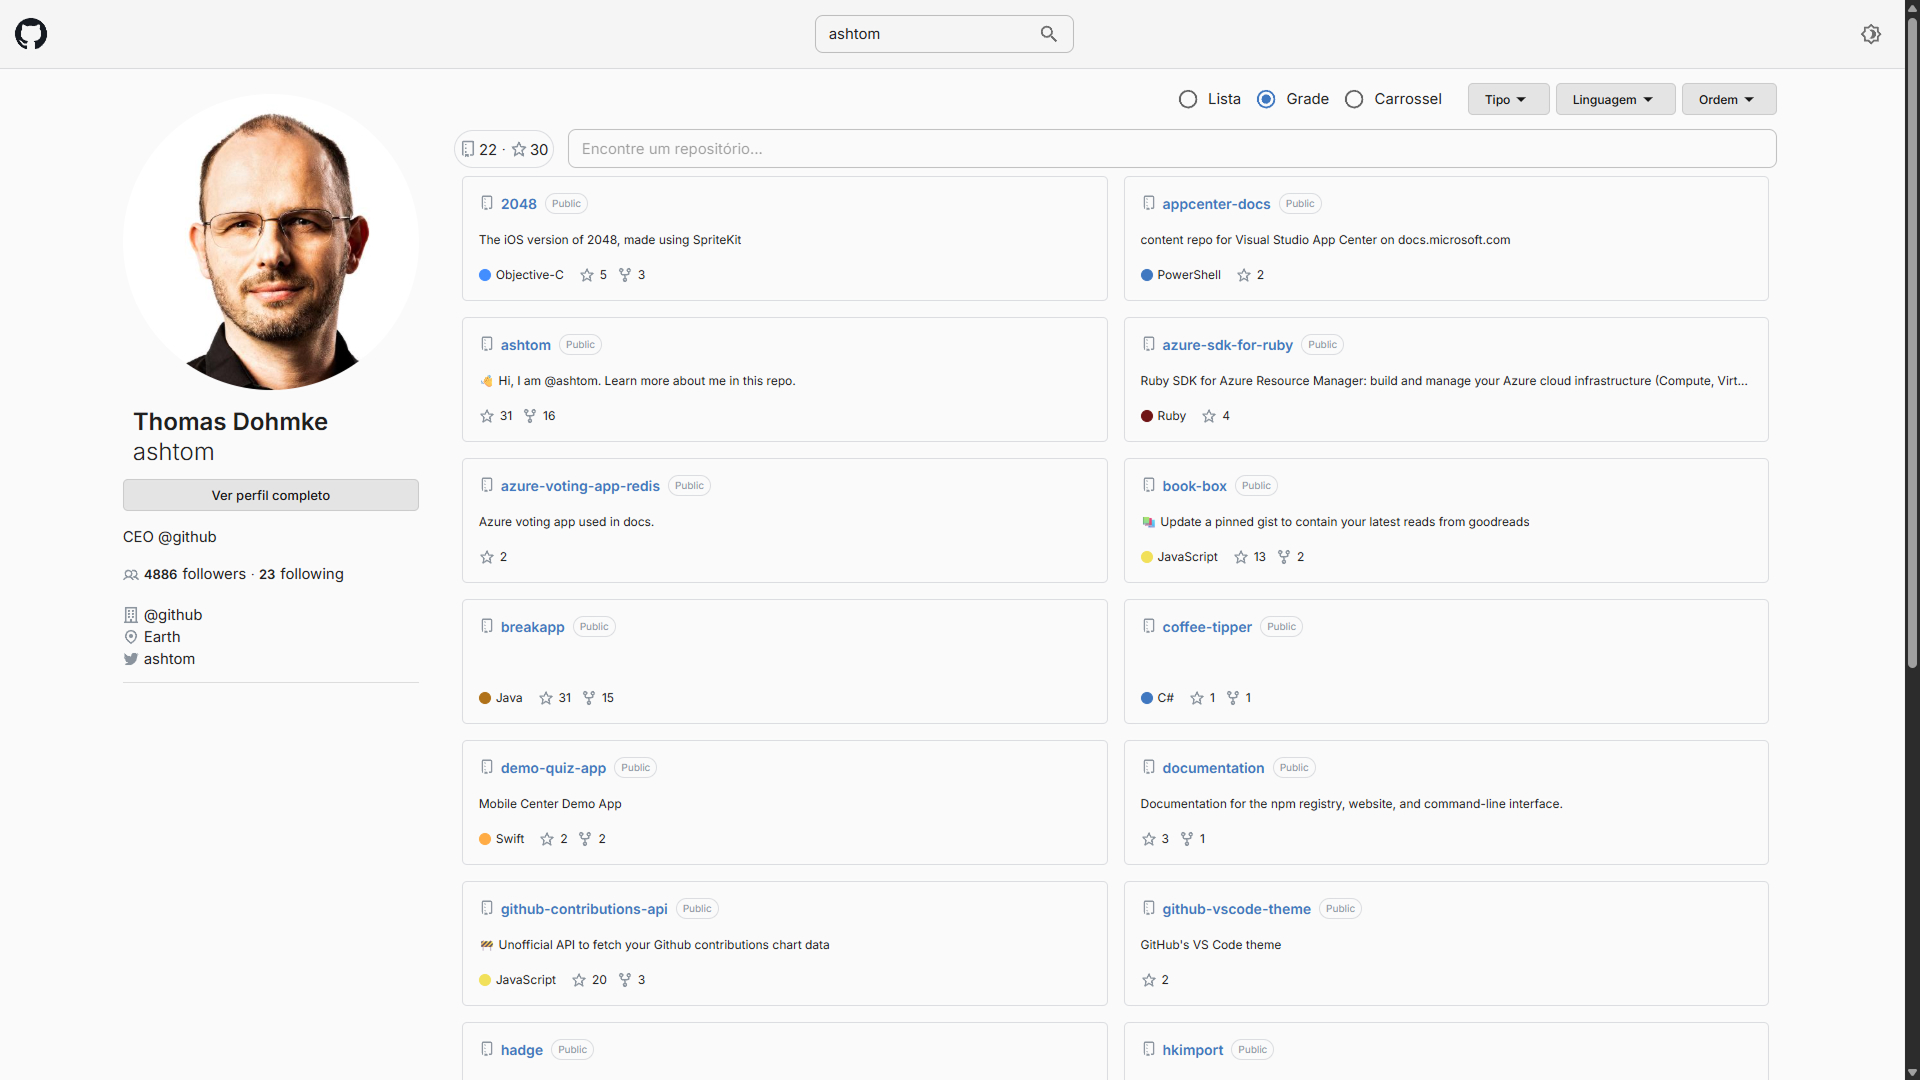 ashtom
Lista Grade Carrossel Tipo Linguagem Ordem
22 · 30 Encontre um repositório...
Thomas Dohmke
ashtom
Ver perfil completo
CEO @github
4886 followers · 23 following
@github
Earth
ashtom
2048 Public
The iOS version of 2048, made using SpriteKit
Objective-C 5 3
appcenter-docs Public
content repo for Visual Studio App Center on docs.microsoft.com
PowerShell 2
ashtom Public
👋 Hi, I am @ashtom. Learn more about me in this repo.
31 16
azure-sdk-for-ruby Public
Ruby SDK for Azure Resource Manager: build and manage your Azure cloud infrastructure (Compute, Virt...
Ruby 4
azure-voting-app-redis Public
Azure voting app used in docs.
2
book-box Public
📚 Update a pinned gist to contain your latest reads from goodreads
JavaScript 13 2
breakapp Public
Java 31 15
coffee-tipper Public
C# 1 1
demo-quiz-app Public
Mobile Center Demo App
Swift 2 2
documentation Public
Documentation for the npm registry, website, and command-line interface.
3 1
github-contributions-api Public
🚧 Unofficial API to fetch your Github contributions chart data
JavaScript 20 3
github-vscode-theme Public
GitHub's VS Code theme
2
hadge Public
hkimport Public